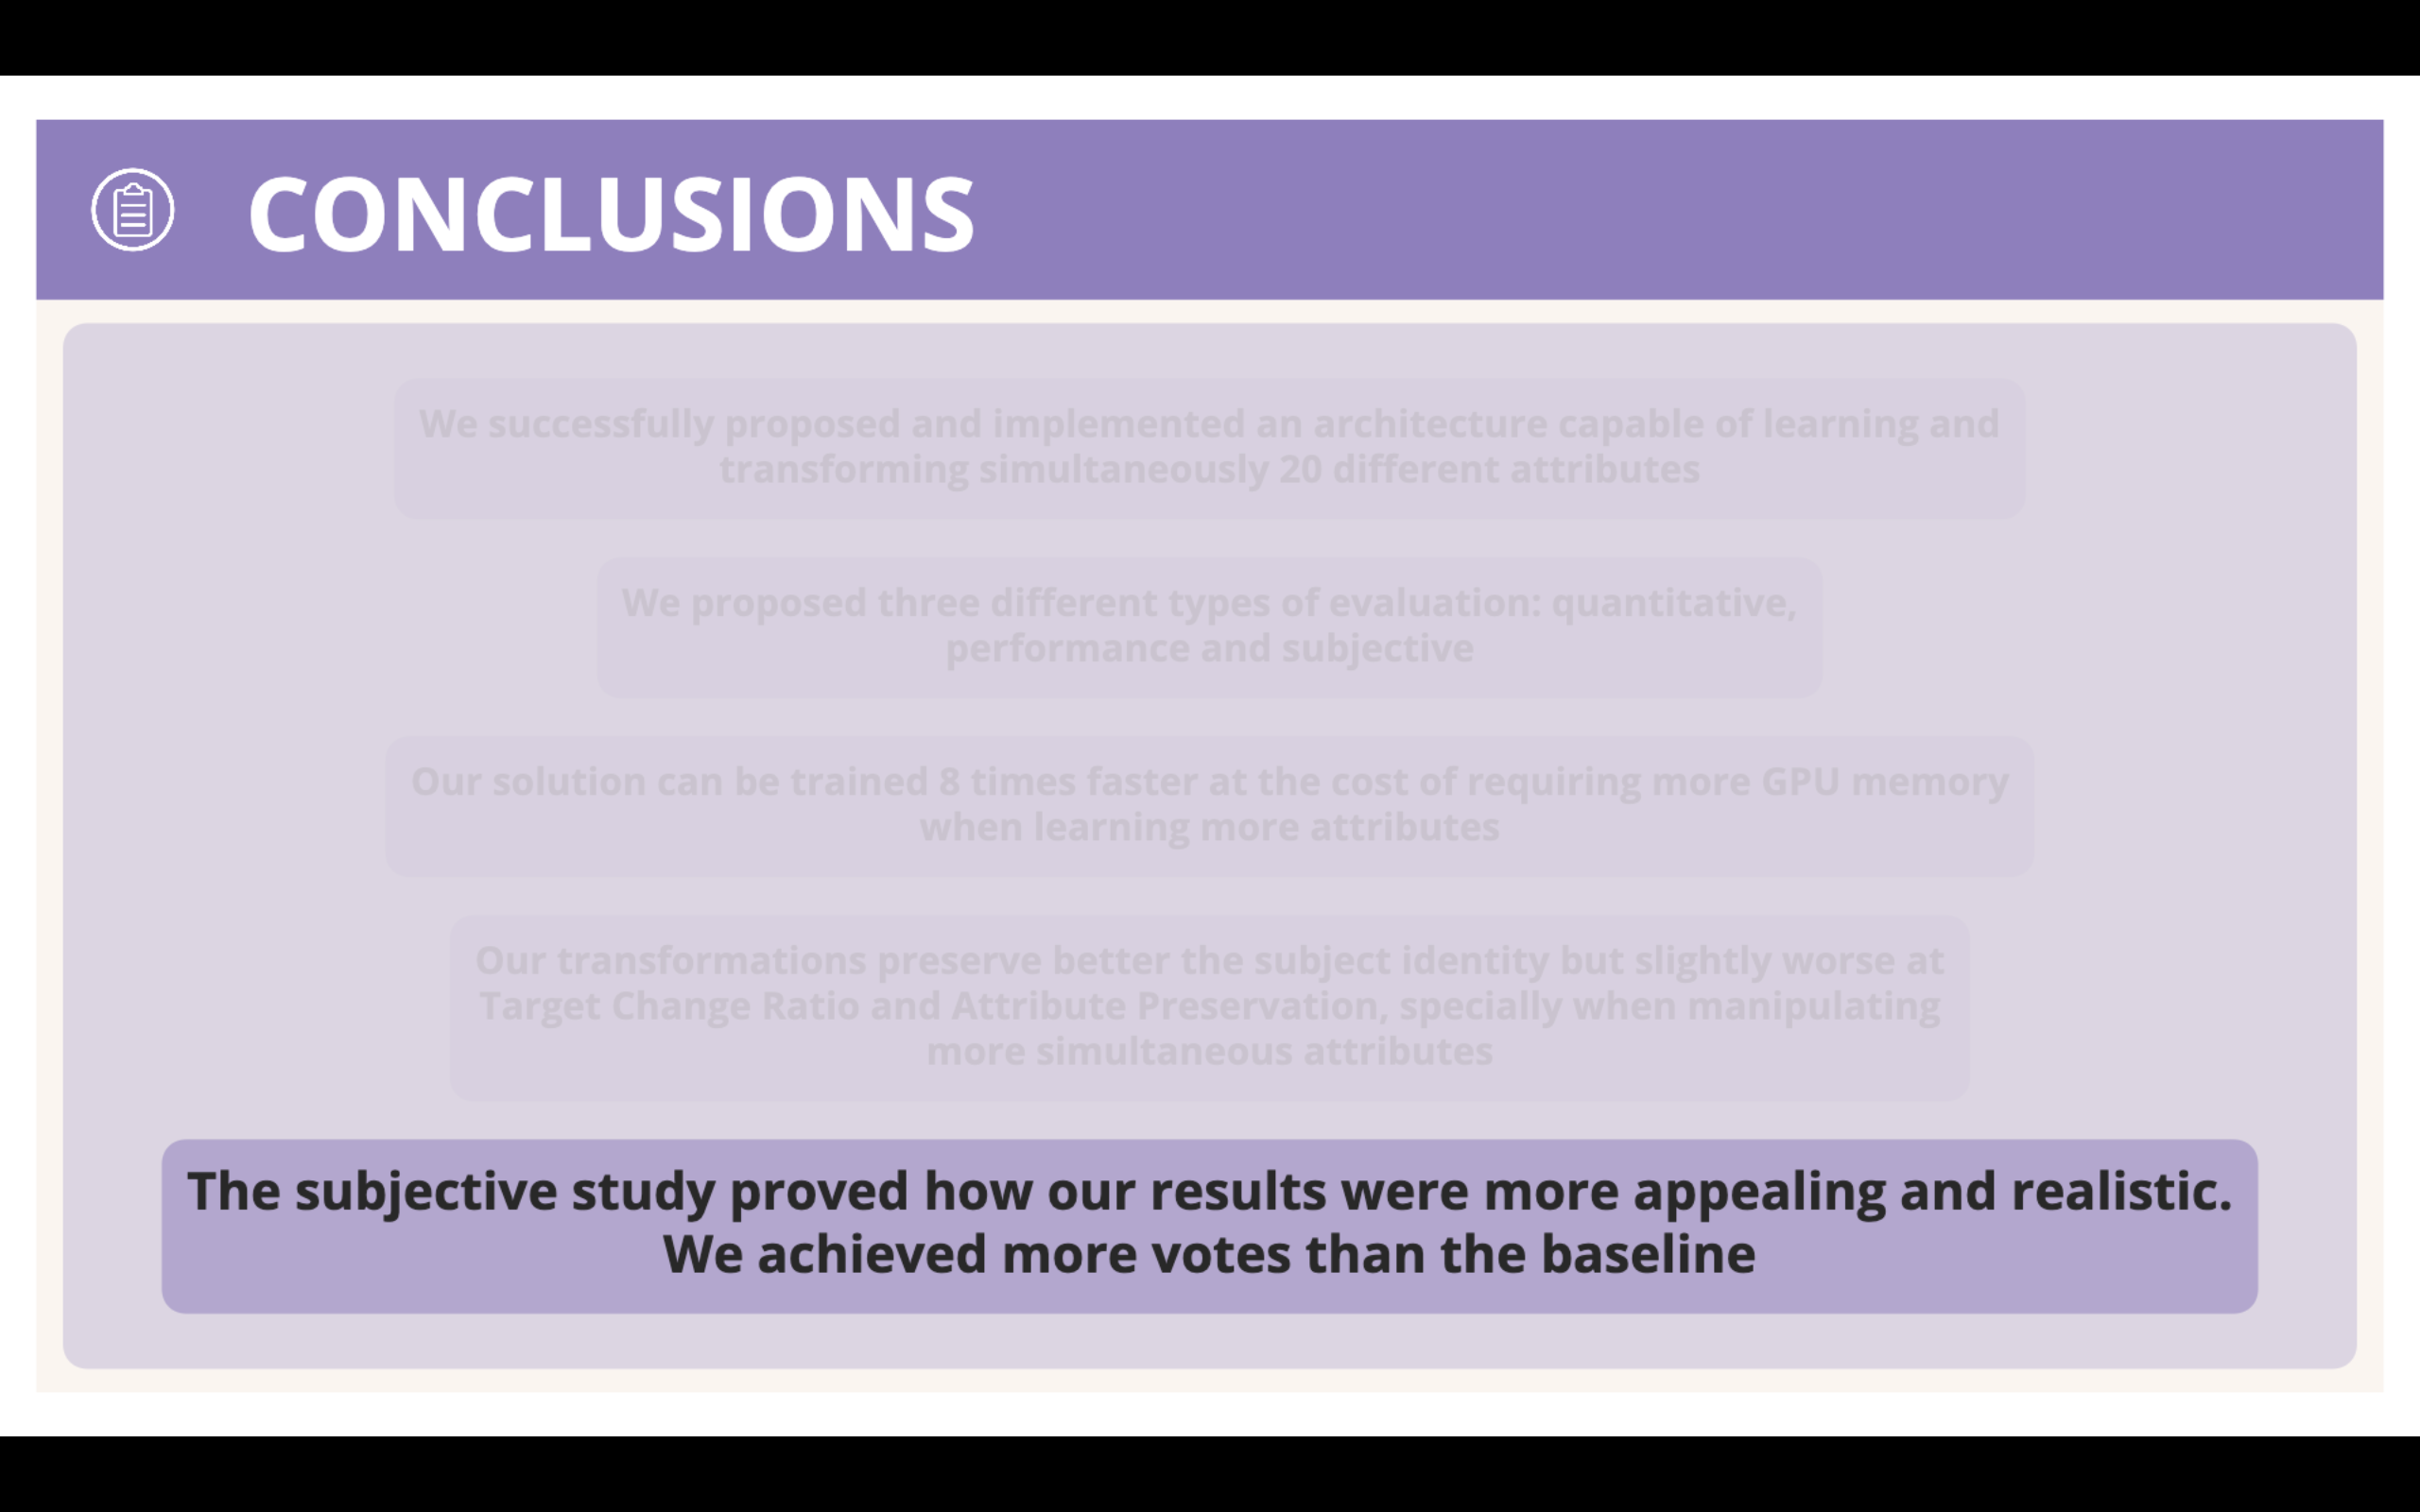 CONCLUSIONS
We successfully proposed and implemented an architecture capable of learning and
transforming simultaneously 20 different attributes
We proposed three different types of evaluation: quantitative,
performance and subjective
Our solution can be trained 8 times faster at the cost of requiring more GPU memory
when learning more attributes
Our transformations preserve better the subject identity but slightly worse at
Target Change Ratio and Attribute Preservation, specially when manipulating
more simultaneous attributes
The subjective study proved how our results were more appealing and realistic.
We achieved more votes than the baseline